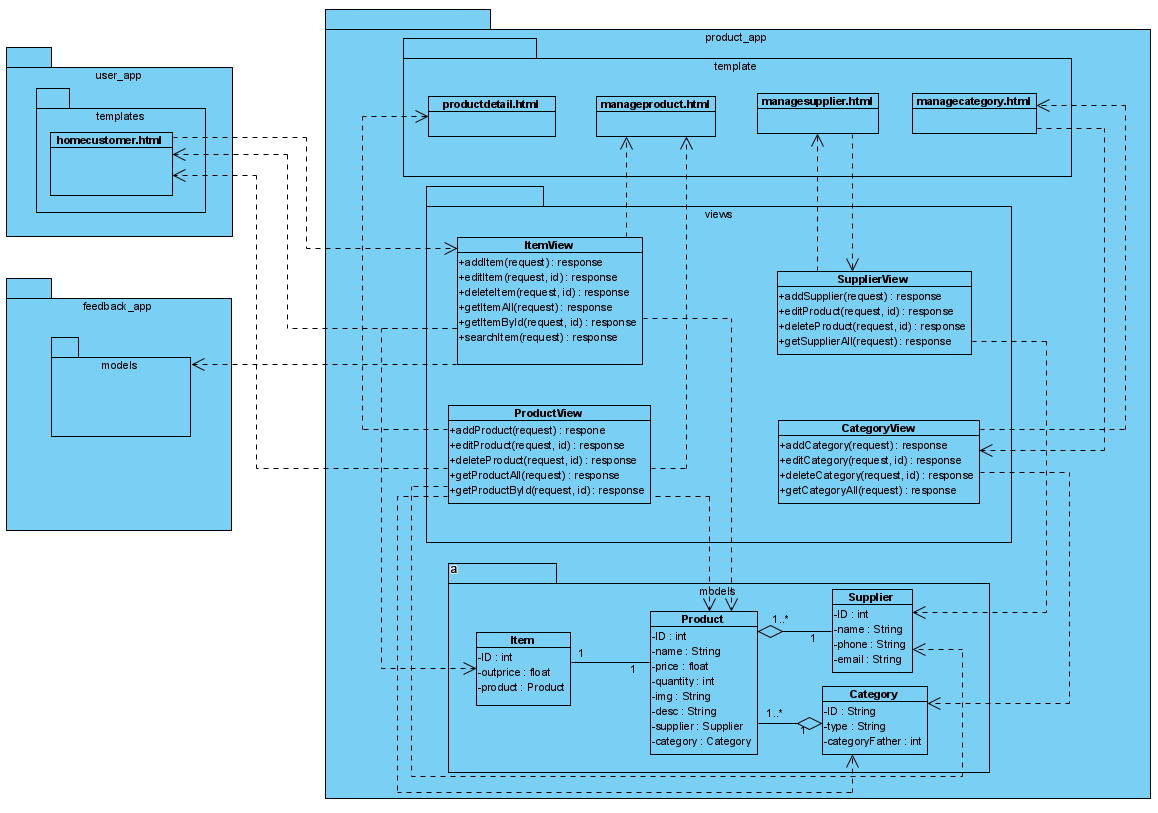 product_app
template
productdetail.html
manageproduct.html
managesupplier.html
managecategory.html
user_app
templates
homecustomer.html
feedback_app
models
views
ItemView
+addItem(request) : response
+editItem(request, id) : response
+deleteItem(request, id) : response
+getItemAll(request) : response
+getItemById(request, id) : response
+searchItem(request) : response
SupplierView
+addSupplier(request) : response
+editProduct(request, id) : response
+deleteProduct(request, id) : response
+getSupplierAll(request) : response
ProductView
+addProduct(request) : respone
+editProduct(request, id) : response
+deleteProduct(request, id) : response
+getProductAll(request) : response
+getProductById(request, id) : response
CategoryView
+addCategory(request) : response
+editCategory(request, id) : response
+deleteCategory(request, id) : response
+getCategoryAll(request) : response
a
models
Item
-ID : int
-outprice : float
-product : Product
1
1
Product
-ID : int
-name : String
-price : float
-quantity : int
-img : String
-desc : String
-supplier : Supplier
-category : Category
1..*
1
Supplier
-ID : int
-name : String
-phone : String
-email : String
1..*
1
Category
-ID : String
-type : String
-categoryFather : int